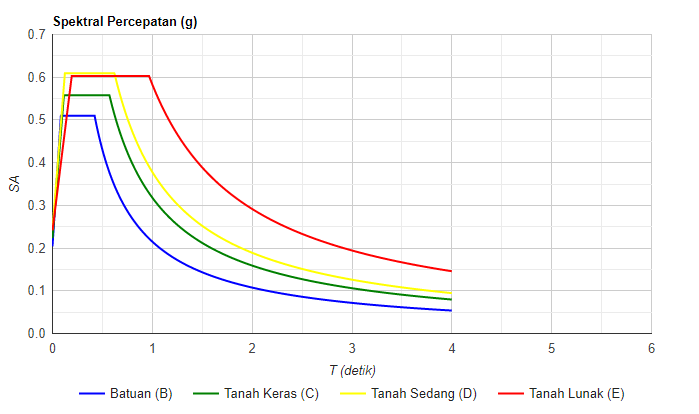 Spektral Percepatan (g)
0.7
0.6
0.5
0.4
0.3
0.2
0.1
0.0
SA
0 1 2 3 4 5 6
T (detik)
Batuan (B) Tanah Keras (C) Tanah Sedang (D) Tanah Lunak (E)